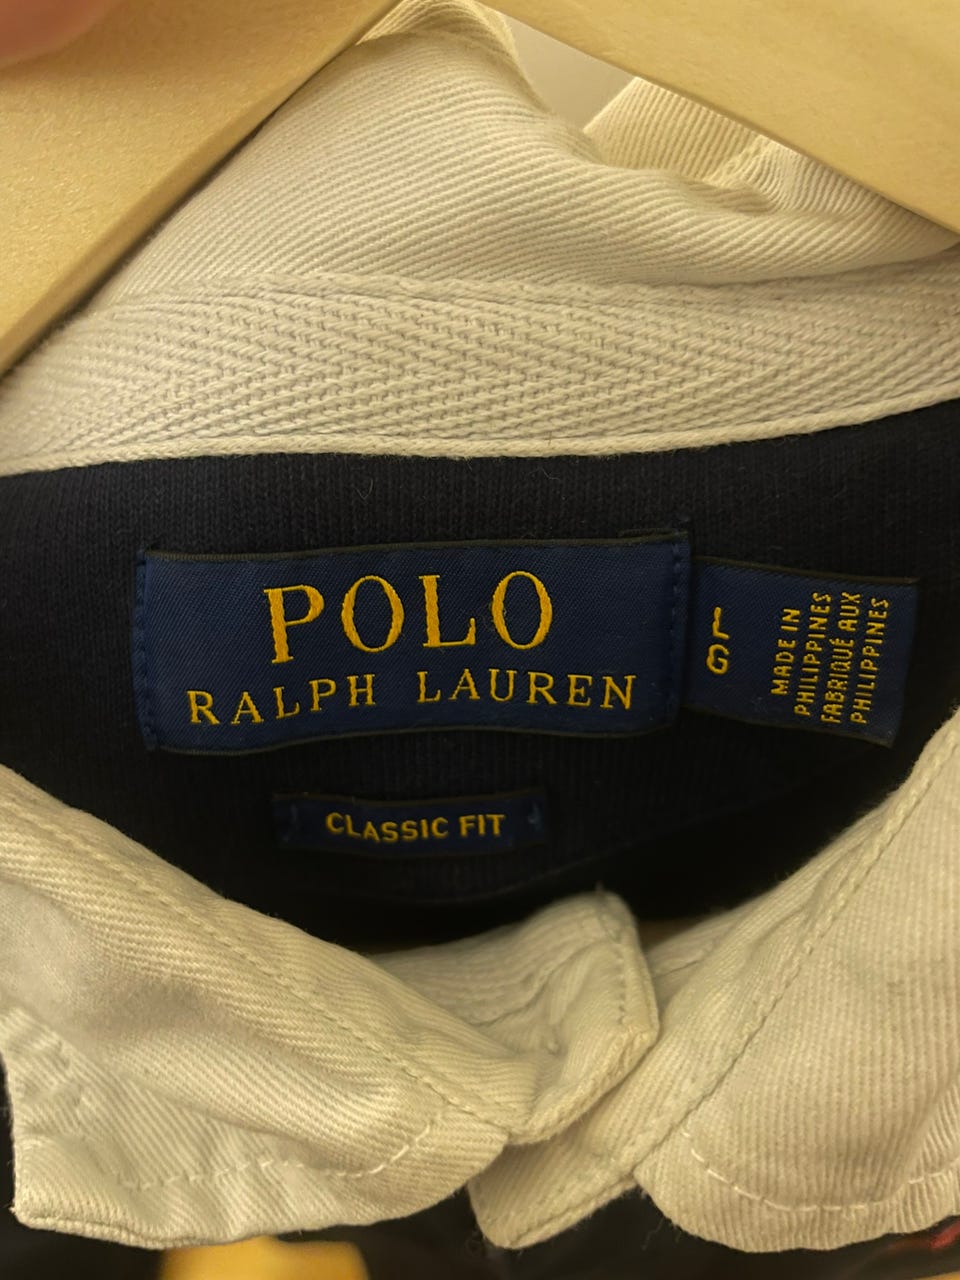 POLO
RALPH LAUREN
L
G
MADE IN
PHILIPPINES
FABRIQUÉ AUX
PHILIPPINES
CLASSIC FIT